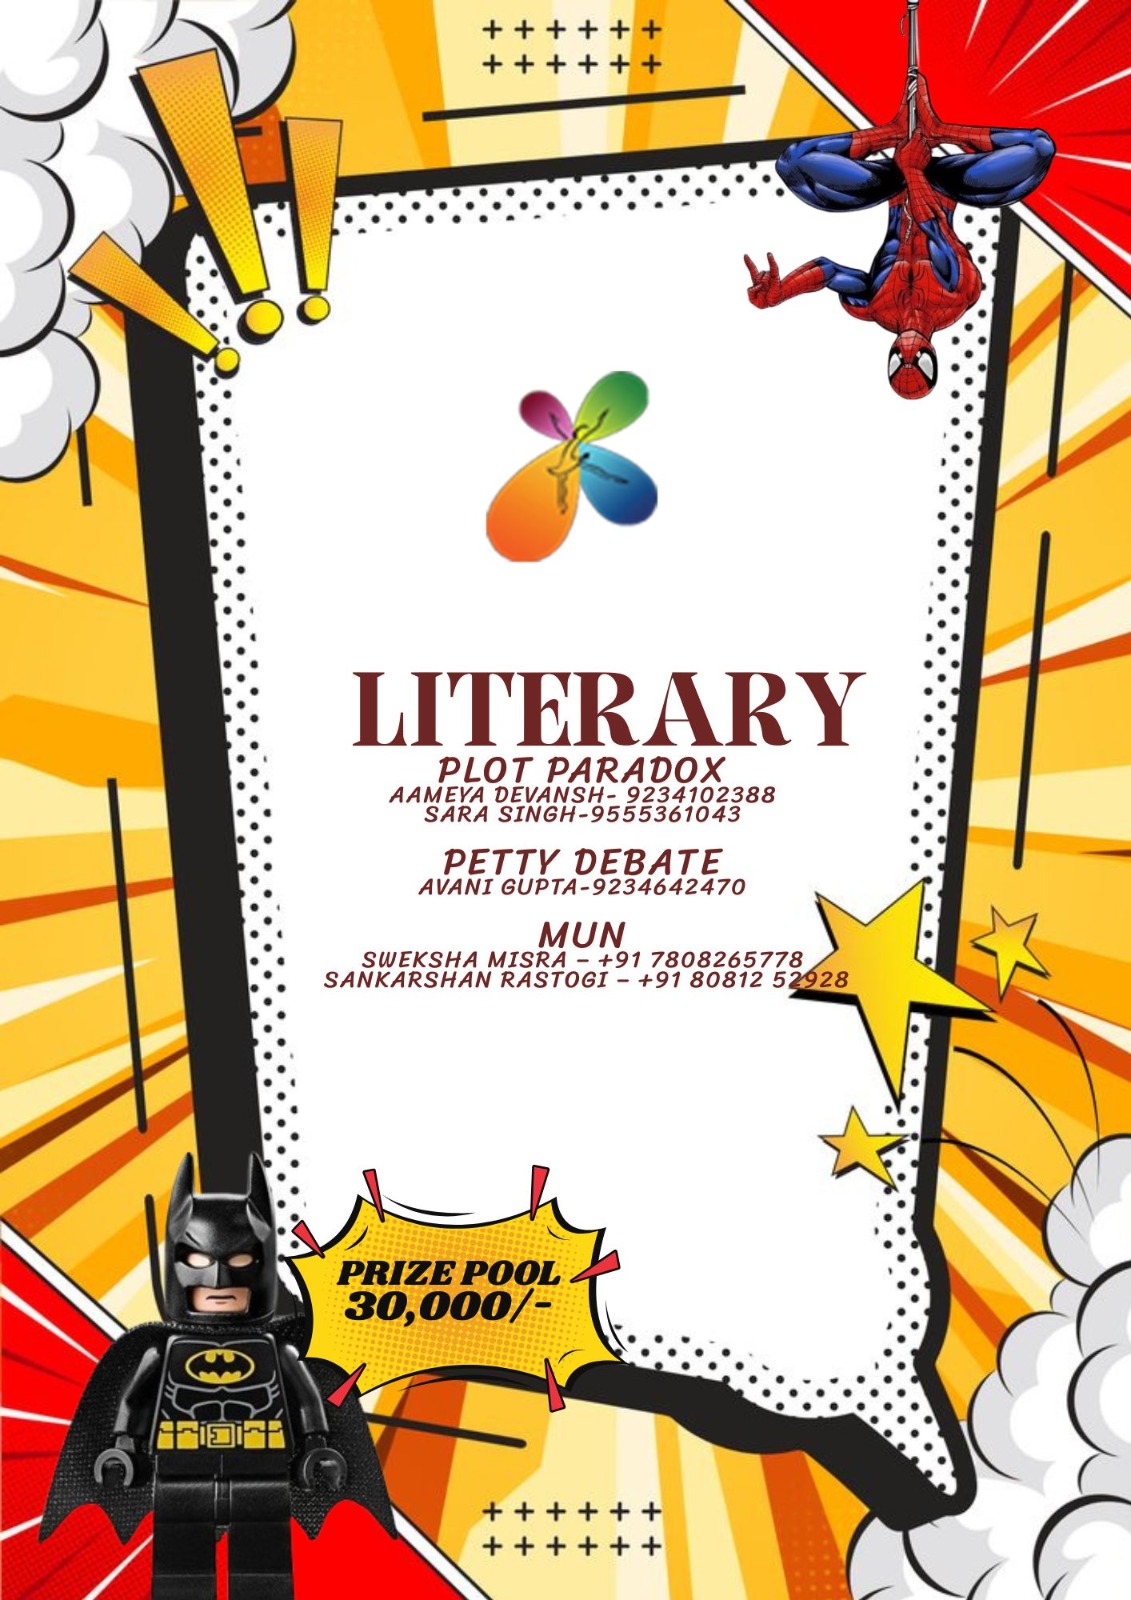 LITERARY
PLOT PARADOX
AAMEYA DEVANSH- 9234102388
SARA SINGH-9555361043
PETTY DEBATE
AVANI GUPTA-9234642470
MUN
SWEKSHA MISRA – +91 7808265778
SANKARSHAN RASTOGI – +91 80812 52928
PRIZE POOL
30,000/-